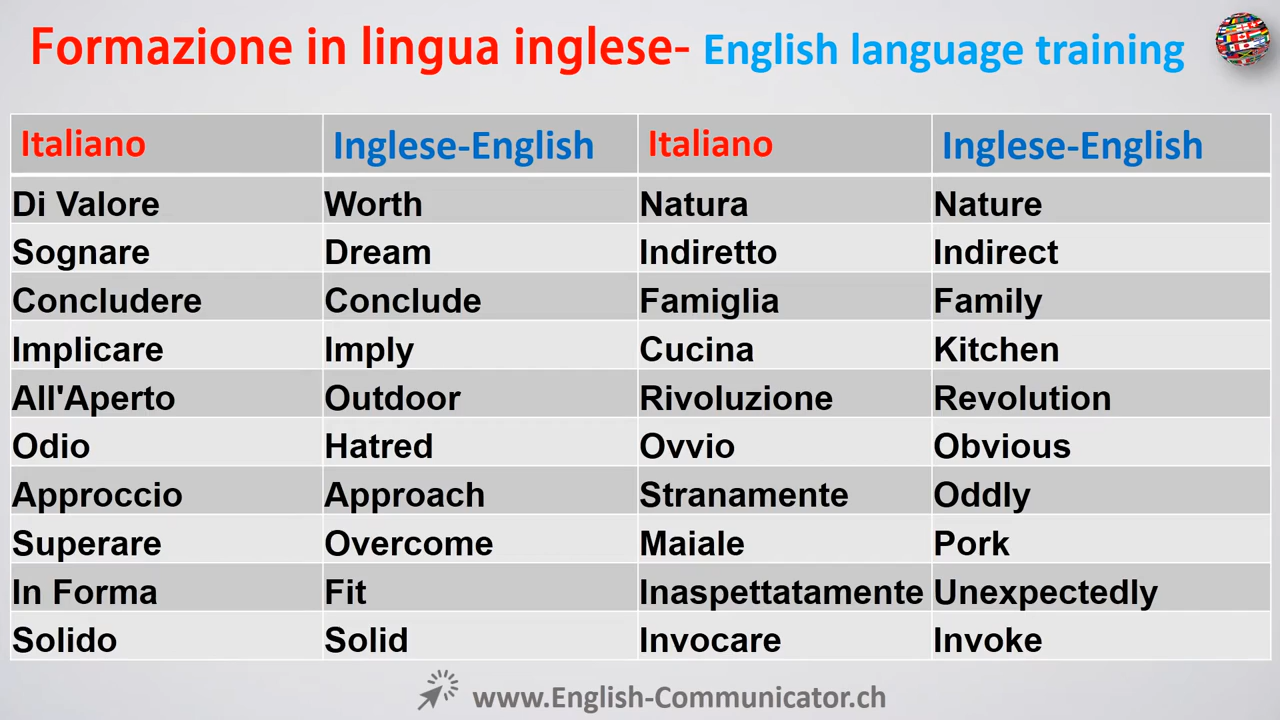 Formazione in lingua inglese- English language training
Italiano Inglese-English Italiano Inglese-English
Di Valore Worth Natura Nature
Sognare Dream Indiretto Indirect
Concludere Conclude Famiglia Family
Implicare Imply Cucina Kitchen
All'Aperto Outdoor Rivoluzione Revolution
Odio Hatred Ovvio Obvious
Approccio Approach Stranamente Oddly
Superare Overcome Maiale Pork
In Forma Fit Inaspettatamente Unexpectedly
Solido Solid Invocare Invoke
www.English-Communicator.ch